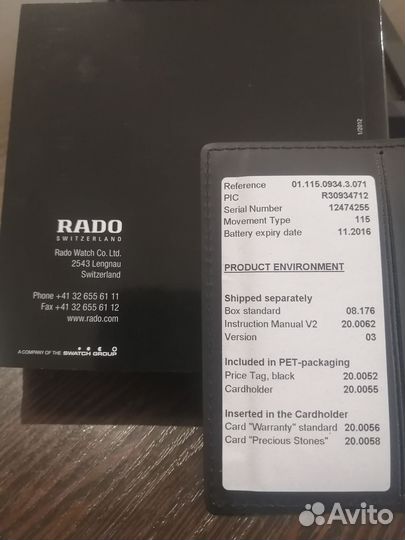 1/2012
RADO
SWITZERLAND
Rado Watch Co. Ltd.
2543 Lengnau
Switzerland
Phone +41 32 655 61 11
Fax +41 32 655 61 12
www.rado.com
A COMPANY OF THE SWATCH GROUP
Reference 01.115.0934.3.071
PIC R30934712
Serial Number 12474255
Movement Type 115
Battery expiry date 11.2016
PRODUCT ENVIRONMENT
Shipped separately
Box standard 08.176
Instruction Manual V2 20.0062
Version 03
Included in PET-packaging
Price Tag, black 20.0052
Cardholder 20.0055
Inserted in the Cardholder
Card "Warranty" standard 20.0056
Card "Precious Stones" 20.0058
Avito